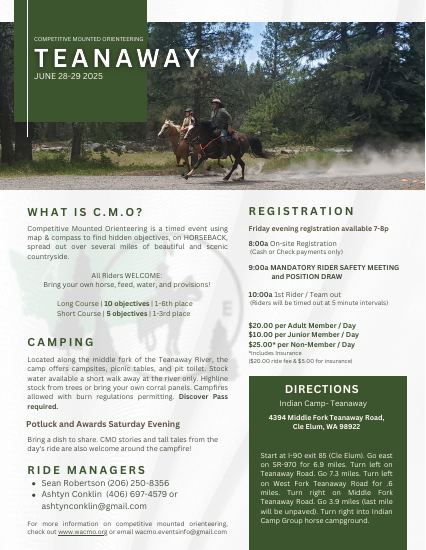 COMPETITIVE MOUNTED ORIENTEERING
TEANAWAY
JUNE 28-29 2025
WHAT IS C.M.O?
Competitive Mounted Orienteering is a timed event using
map & compass to find hidden objectives, on HORSEBACK,
spread out over several miles of beautiful and scenic
countryside.
All Riders WELCOME:
Bring your own horse, feed, water, and provisions!
Long Course | 10 objectives | 1-6th place
Short Course | 5 objectives | 1-3rd place
CAMPING
Located along the middle fork of the Teanaway River, the
camp offers campsites, picnic tables, and pit toilet. Stock
water available a short walk away at the river only. Highline
stock from trees or bring your own corral panels. Campfires
allowed with burn regulations permitting. Discover Pass
required.
Potluck and Awards Saturday Evening
Bring a dish to share. CMO stories and tall tales from the
day's ride are also welcome around the campfire!
RIDE MANAGERS
• Sean Robertson (206) 250-8356
• Ashtyn Conklin (406) 697-4579 or
ashtynconklin@gmail.com
For more information on competitive mounted orienteering,
check out www.wacmo.org or email wacmo.eventsinfo@gmail.com
REGISTRATION
Friday evening registration available 7-8p
8:00a On-site Registration
(Cash or Check payments only)
9:00a MANDATORY RIDER SAFETY MEETING
and POSITION DRAW
10:00a 1st Rider / Team out
(Riders will be timed out at 5 minute intervals)
$20.00 per Adult Member / Day
$10.00 per Junior Member / Day
$25.00* per Non-Member / Day
*Includes Insurance
($20.00 ride fee & $5.00 for insurance)
DIRECTIONS
Indian Camp- Teanaway
4394 Middle Fork Teanaway Road,
Cle Elum, WA 98922
Start at I-90 exit 85 (Cle Elum). Go east
on SR-970 for 6.9 miles. Turn left on
Teanaway Road. Go 7.3 miles. Turn left
on West Fork Teanaway Road for .6
miles. Turn right on Middle Fork
Teanaway Road. Go 3.9 miles (last mile
will be unpaved). Turn right into Indian
Camp Group horse campground.